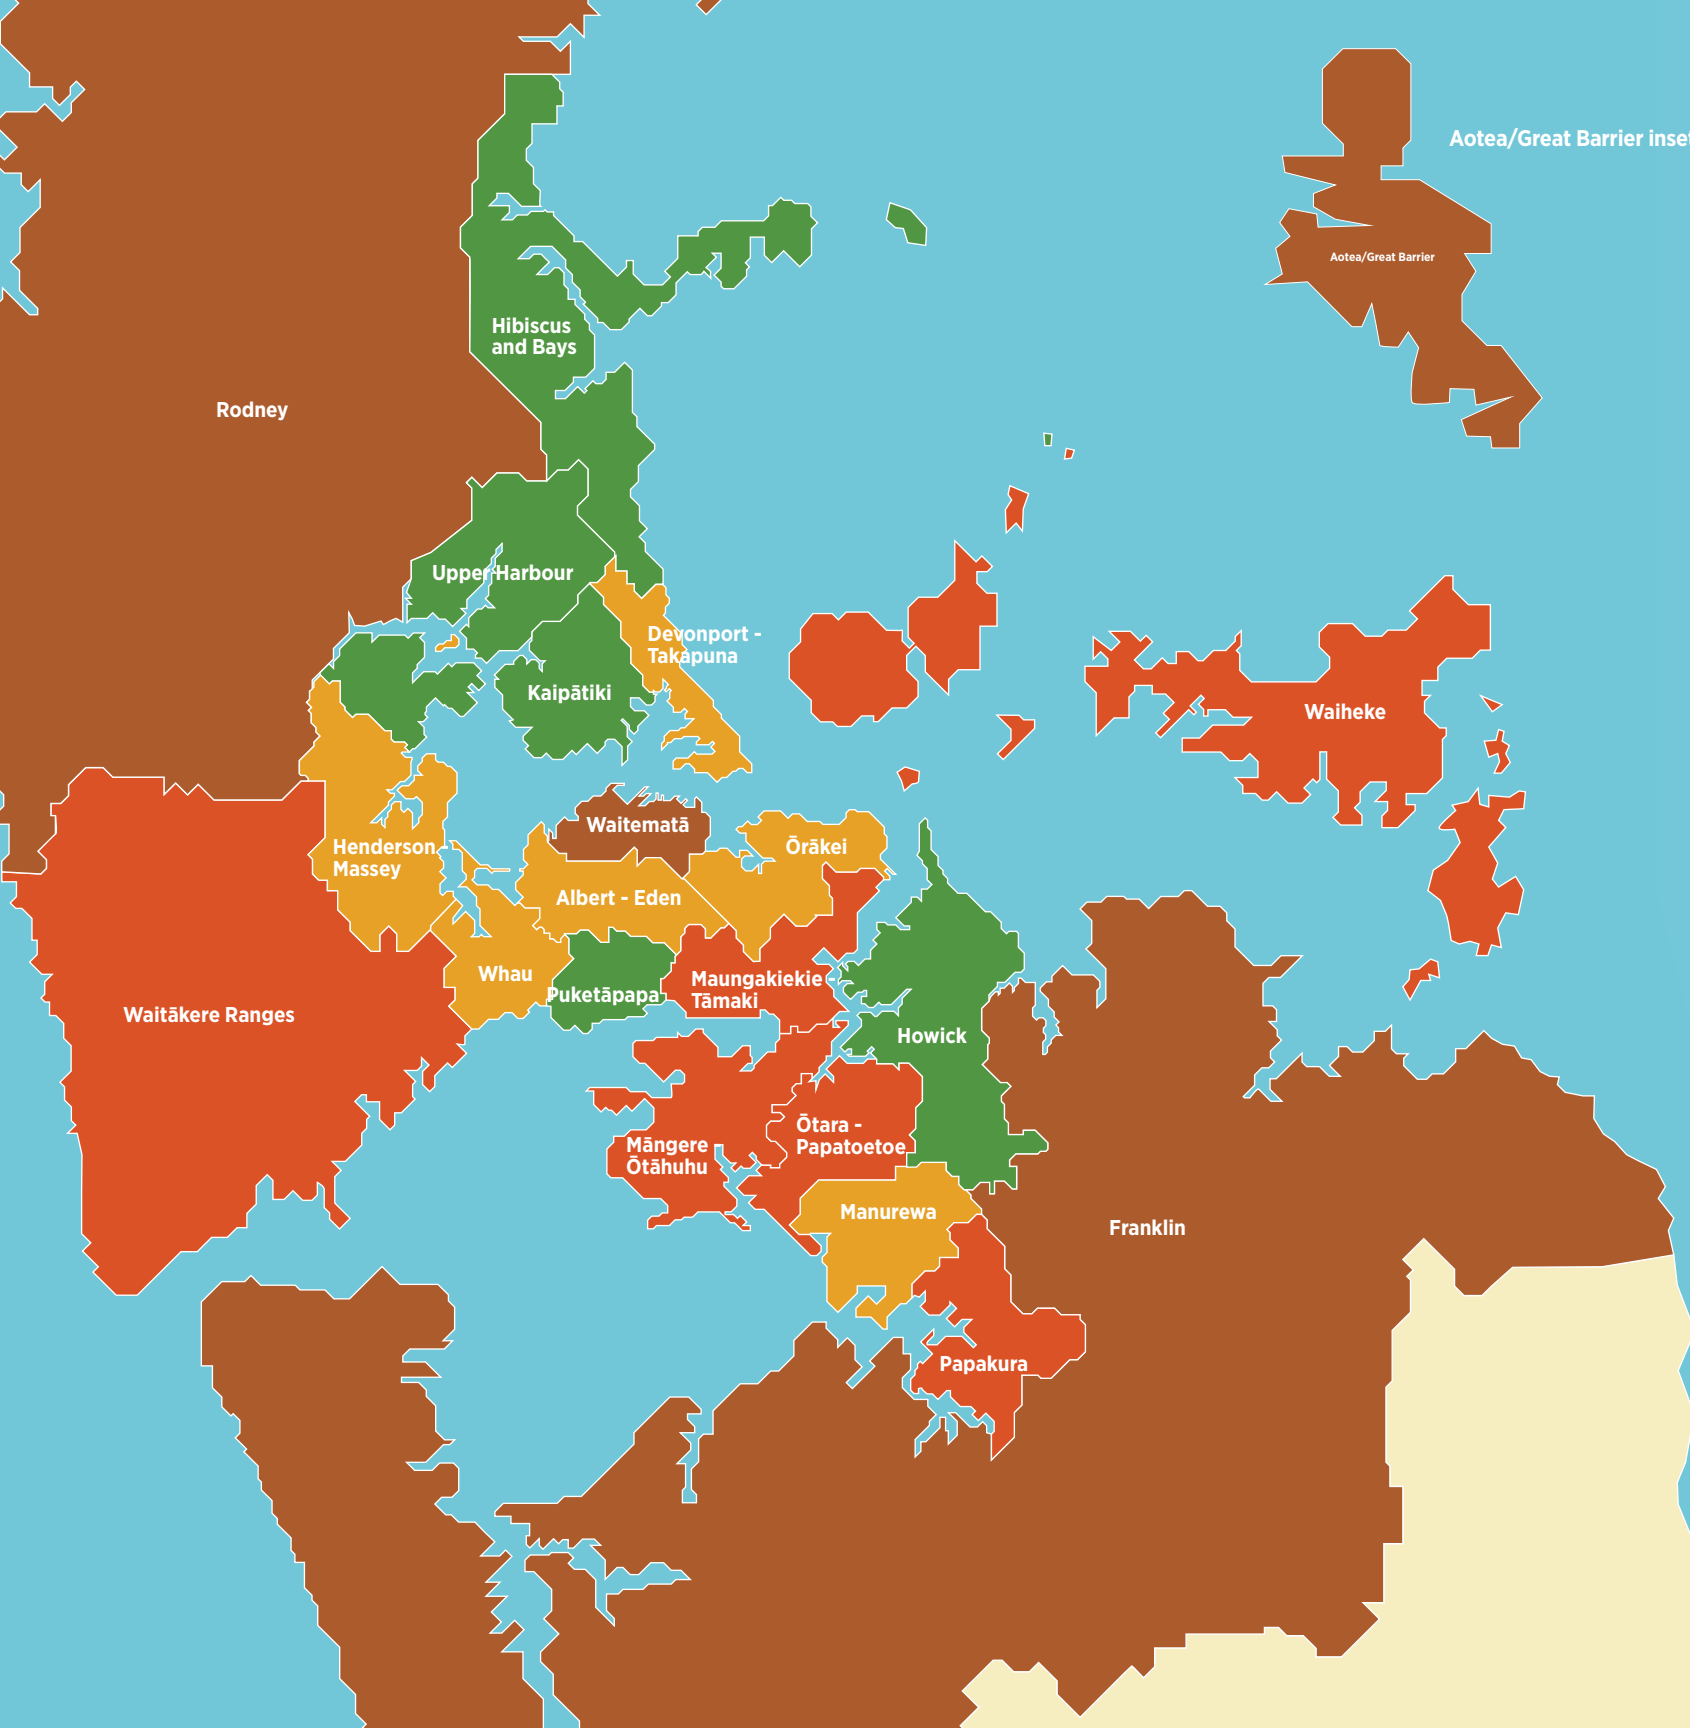 Aotea/Great Barrier inse
Aotea/Great Barrier
Hibiscus
and Bays
Rodney
Upper Harbour
Devonport -
Takapuna
Kaipātiki
Waiheke
Waitematā
Ōrākei
Henderson -
Massey
Albert - Eden
Whau
Puketāpapa
Maungakiekie -
Tāmaki
Waitākere Ranges
Howick
Ōtara -
Papatoetoe
Māngere -
Ōtāhuhu
Manurewa
Franklin
Papakura